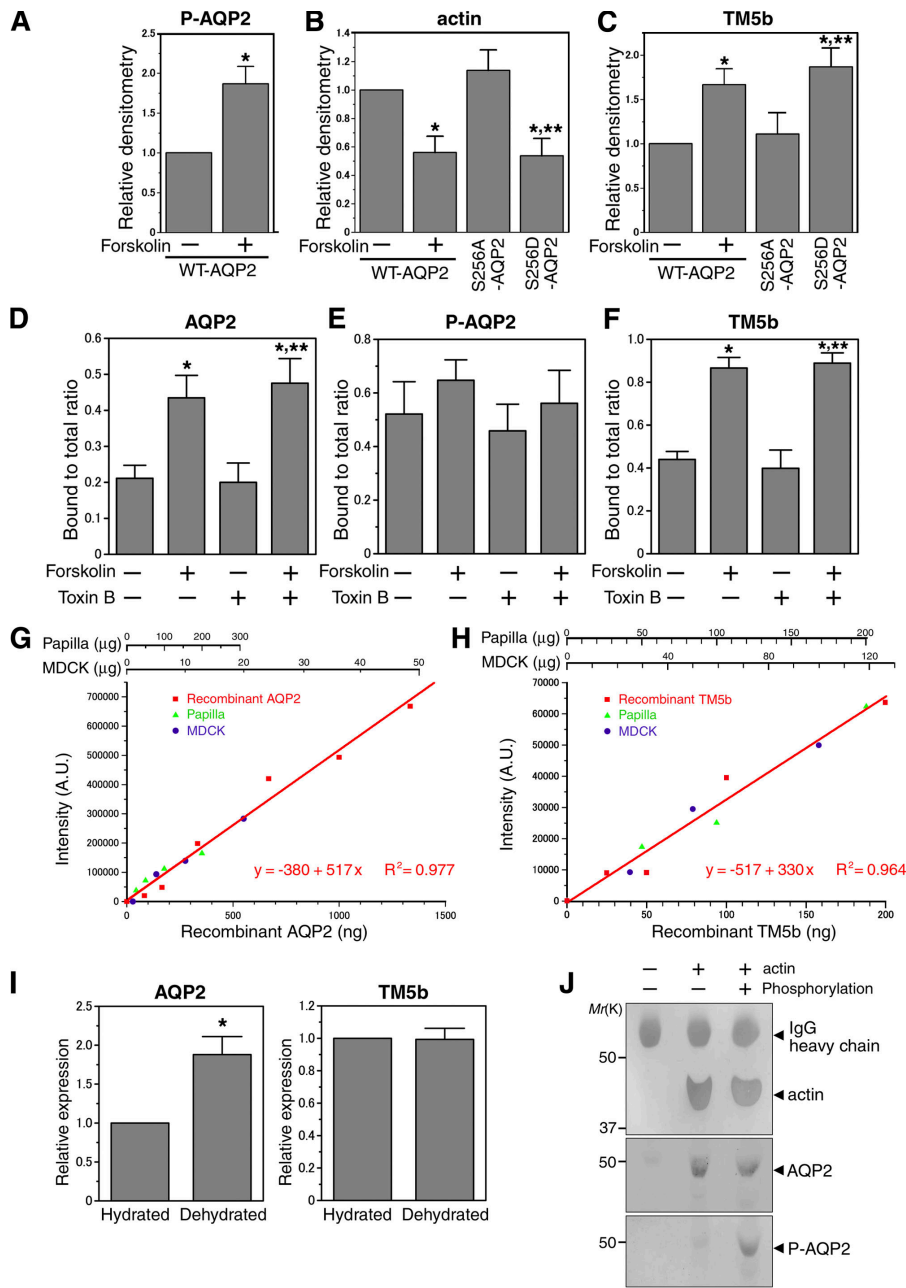 A
P-AQP2
Relative densitometry
2.5
2.0
1.5
1.0
0.5
0
*
Forskolin
−
+
WT-AQP2
B
actin
Relative densitometry
1.4
1.2
1.0
0.8
0.6
0.4
0.2
0
*
*,**
Forskolin
−
+
WT-AQP2
S256A
-AQP2
S256D
-AQP2
C
TM5b
Relative densitometry
2.0
1.5
1.0
0.5
0
*
*,**
Forskolin
−
+
WT-AQP2
S256A
-AQP2
S256D
-AQP2
D
AQP2
Bound to total ratio
0.6
0.5
0.4
0.3
0.2
0.1
0
*
*,**
Forskolin − + − +
Toxin B − − + +
E
P-AQP2
Bound to total ratio
0.8
0.6
0.4
0.2
0
− + − +
− − + +
F
TM5b
Bound to total ratio
1.0
0.8
0.6
0.4
0.2
0
*
*,**
Forskolin − + − +
Toxin B − − + +
G
Papilla (μg)
0 100 200 300
MDCK (μg)
0 10 20 30 40 50
Intensity (A.U.)
700000
600000
500000
400000
300000
200000
100000
0
Recombinant AQP2
Papilla
MDCK
y = -380 + 517x R2= 0.977
0 500 1000 1500
Recombinant AQP2 (ng)
H
Papilla (μg)
0 50 100 150 200
MDCK (μg)
0 40 80 120
Intensity (A.U.)
70000
60000
50000
40000
30000
20000
10000
0
Recombinant TM5b
Papilla
MDCK
y = -517 + 330x R2= 0.964
0 50 100 150 200
Recombinant TM5b (ng)
I
AQP2
Relative expression
2.5
2.0
1.5
1.0
0.5
0
*
Hydrated Dehydrated
TM5b
Relative expression
1.2
1.0
0.8
0.6
0.4
0.2
0
Hydrated Dehydrated
J
− + + actin
− − + Phosphorylation
Mr(K)
50
37
IgG
heavy chain
actin
50
AQP2
50
P-AQP2